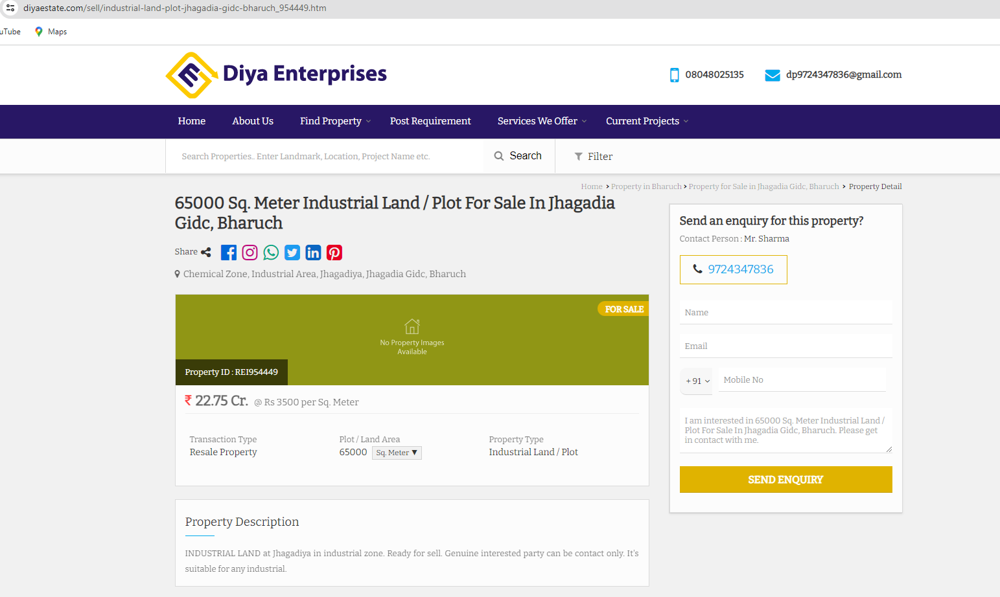 diyaestate.com/sell/industrial-land-plot-jhagadia-gidc-bharuch_954449.htm
uTube Maps
Diya Enterprises
08048025135 dp9724347836@gmail.com
Home About Us Find Property Post Requirement Services We Offer Current Projects
Search Properties.. Enter Landmark, Location, Project Name etc. Search Filter
Home > Property in Bharuch > Property for Sale in Jhagadia Gidc, Bharuch > Property Detail
65000 Sq. Meter Industrial Land / Plot For Sale In Jhagadia
Gidc, Bharuch
Share
Chemical Zone, Industrial Area, Jhagadiya, Jhagadia Gidc, Bharuch
FOR SALE
No Property Images
Available
Property ID : REI954449
₹ 22.75 Cr. @ Rs 3500 per Sq. Meter
Transaction Type Plot / Land Area Property Type
Resale Property 65000 Sq. Meter ▼ Industrial Land / Plot
Property Description
INDUSTRIAL LAND at Jhagadiya in industrial zone. Ready for sell. Genuine interested party can be contact only. It's
suitable for any industrial.
Send an enquiry for this property?
Contact Person : Mr. Sharma
9724347836
Name
Email
+ 91 Mobile No
I am interested in 65000 Sq. Meter Industrial Land /
Plot For Sale In Jhagadia Gidc, Bharuch. Please get
in contact with me.
SEND ENQUIRY